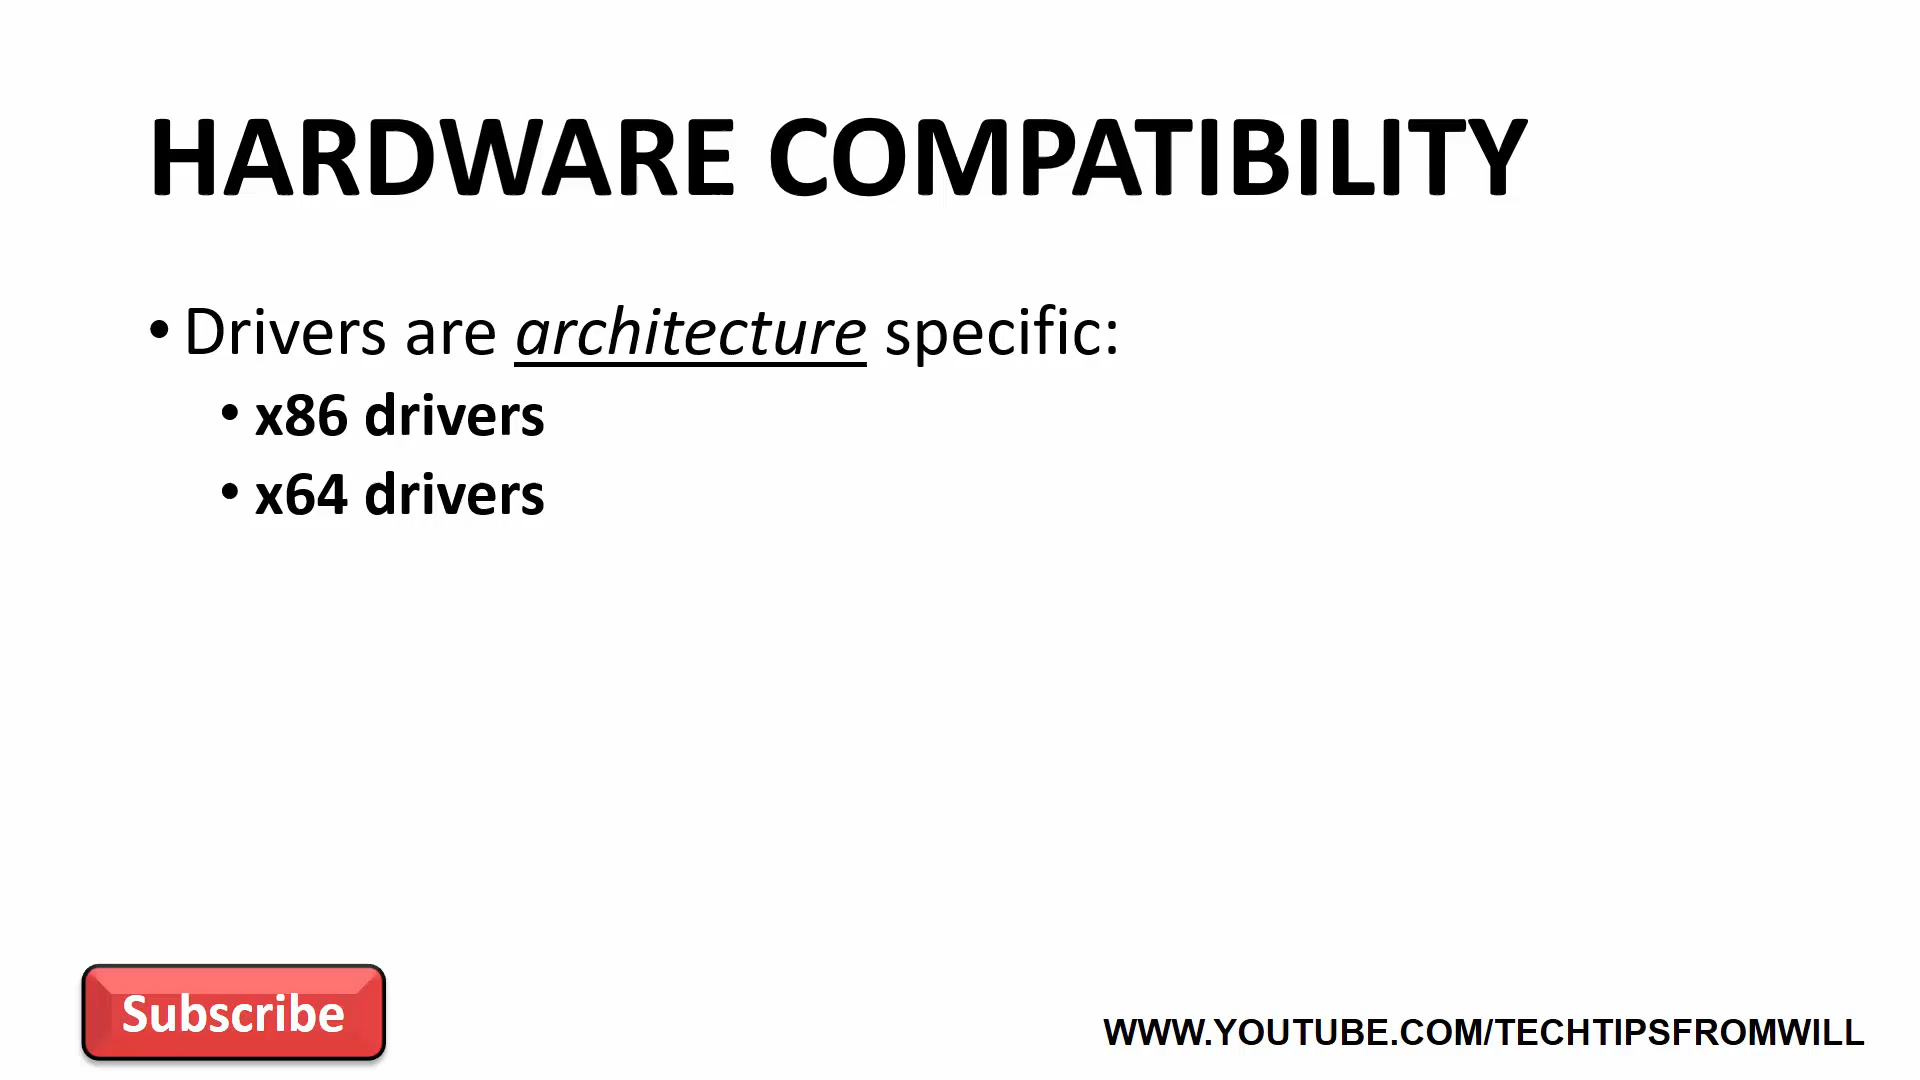 HARDWARE COMPATIBILITY
• Drivers are architecture specific:
• x86 drivers
• x64 drivers
Subscribe
WWW.YOUTUBE.COM/TECHTIPSFROMWILL